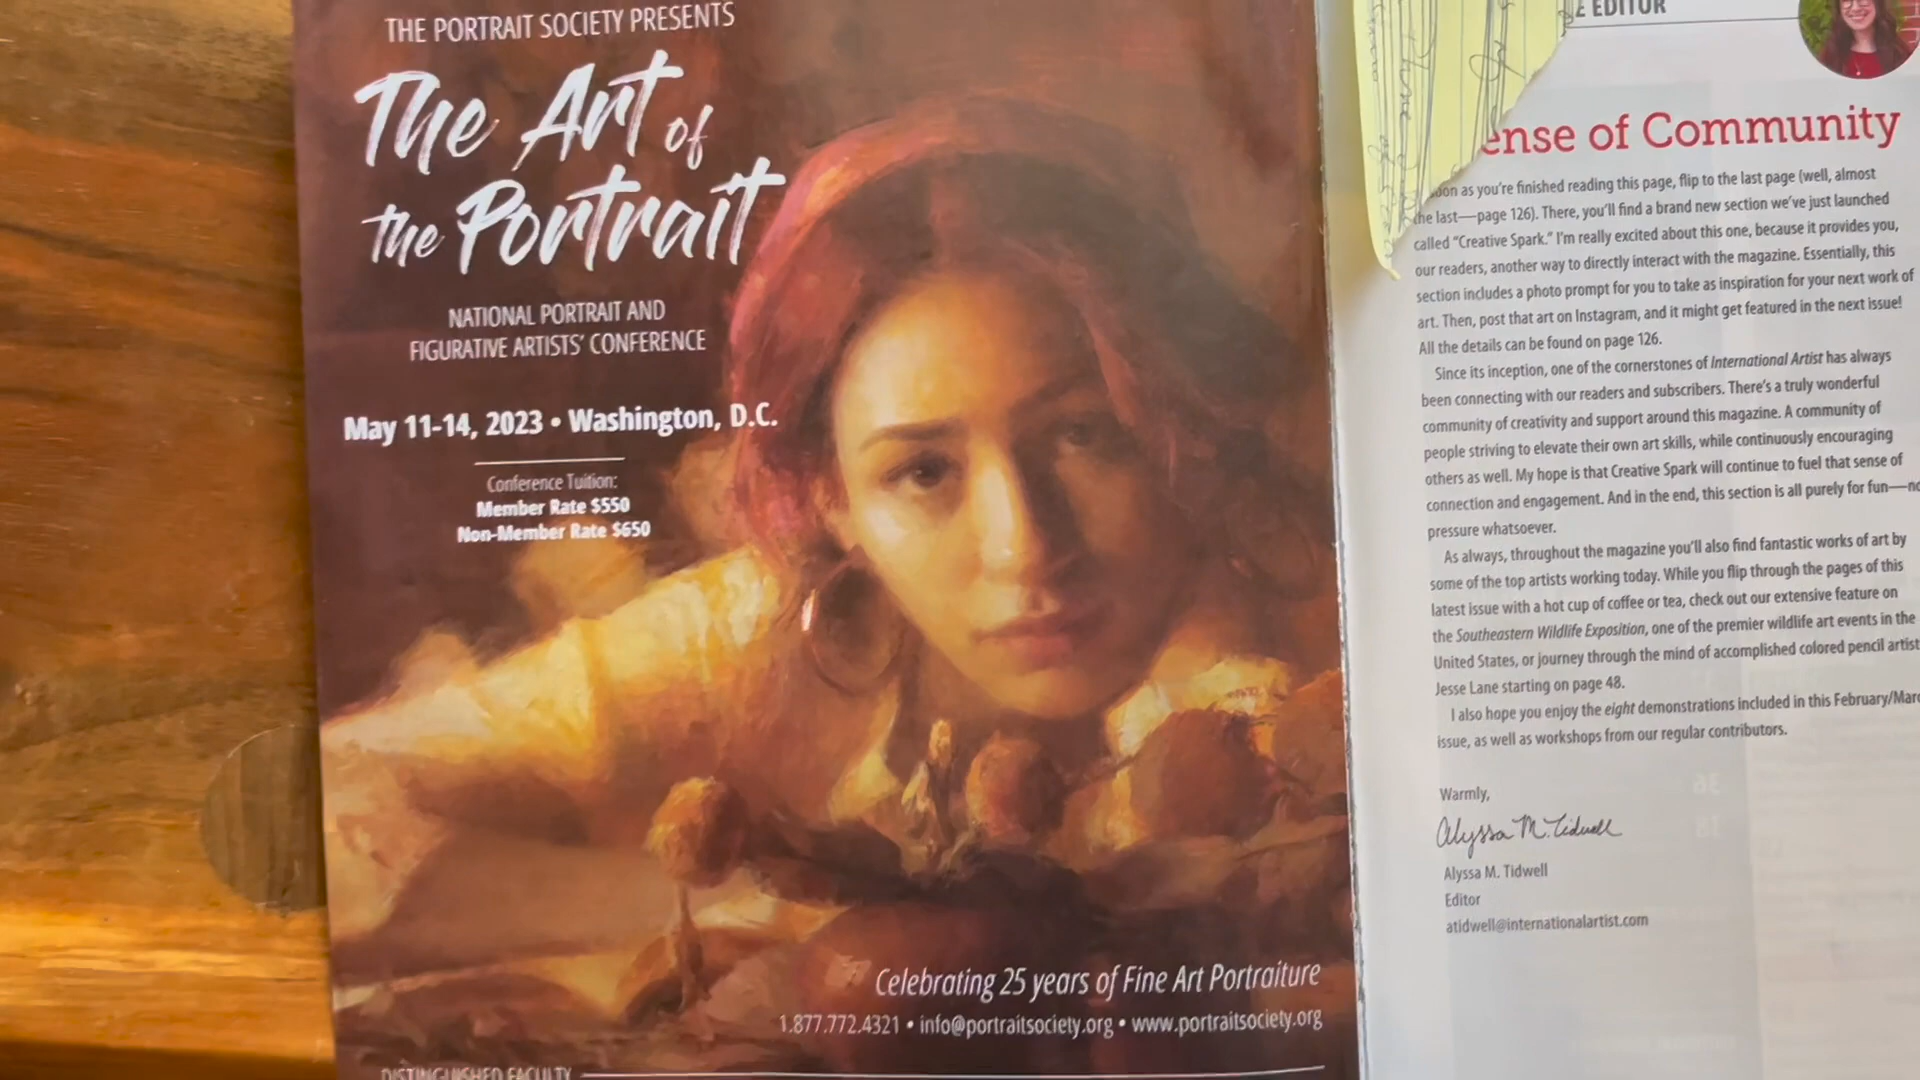 THE PORTRAIT SOCIETY PRESENTS
The Art of
the Portrait
NATIONAL PORTRAIT AND
FIGURATIVE ARTISTS' CONFERENCE
May 11-14, 2023 • Washington, D.C.
Conference Tuition:
Member Rate $550
Non-Member Rate $650
Celebrating 25 years of Fine Art Portraiture
1.877.772.4321 • info@portraitsociety.org • www.portraitsociety.org
DISTINGUISHED FACULTY
EDITOR
ense of Community
oon as you're finished reading this page, flip to the last page (well, almost
the last—page 126). There, you'll find a brand new section we've just launched
called "Creative Spark." I'm really excited about this one, because it provides you,
our readers, another way to directly interact with the magazine. Essentially, this
section includes a photo prompt for you to take as inspiration for your next work of
art. Then, post that art on Instagram, and it might get featured in the next issue!
All the details can be found on page 126.
Since its inception, one of the cornerstones of International Artist has always
been connecting with our readers and subscribers. There's a truly wonderful
community of creativity and support around this magazine. A community of
people striving to elevate their own art skills, while continuously encouraging
others as well. My hope is that Creative Spark will continue to fuel that sense of
connection and engagement. And in the end, this section is all purely for fun—no
pressure whatsoever.
As always, throughout the magazine you'll also find fantastic works of art by
some of the top artists working today. While you flip through the pages of this
latest issue with a hot cup of coffee or tea, check out our extensive feature on
the Southeastern Wildlife Exposition, one of the premier wildlife art events in the
United States, or journey through the mind of accomplished colored pencil artist
Jesse Lane starting on page 48.
I also hope you enjoy the eight demonstrations included in this February/Marc
issue, as well as workshops from our regular contributors.
Warmly,
Alyssa M. Tidwell
Alyssa M. Tidwell
Editor
atidwell@internationalartist.com